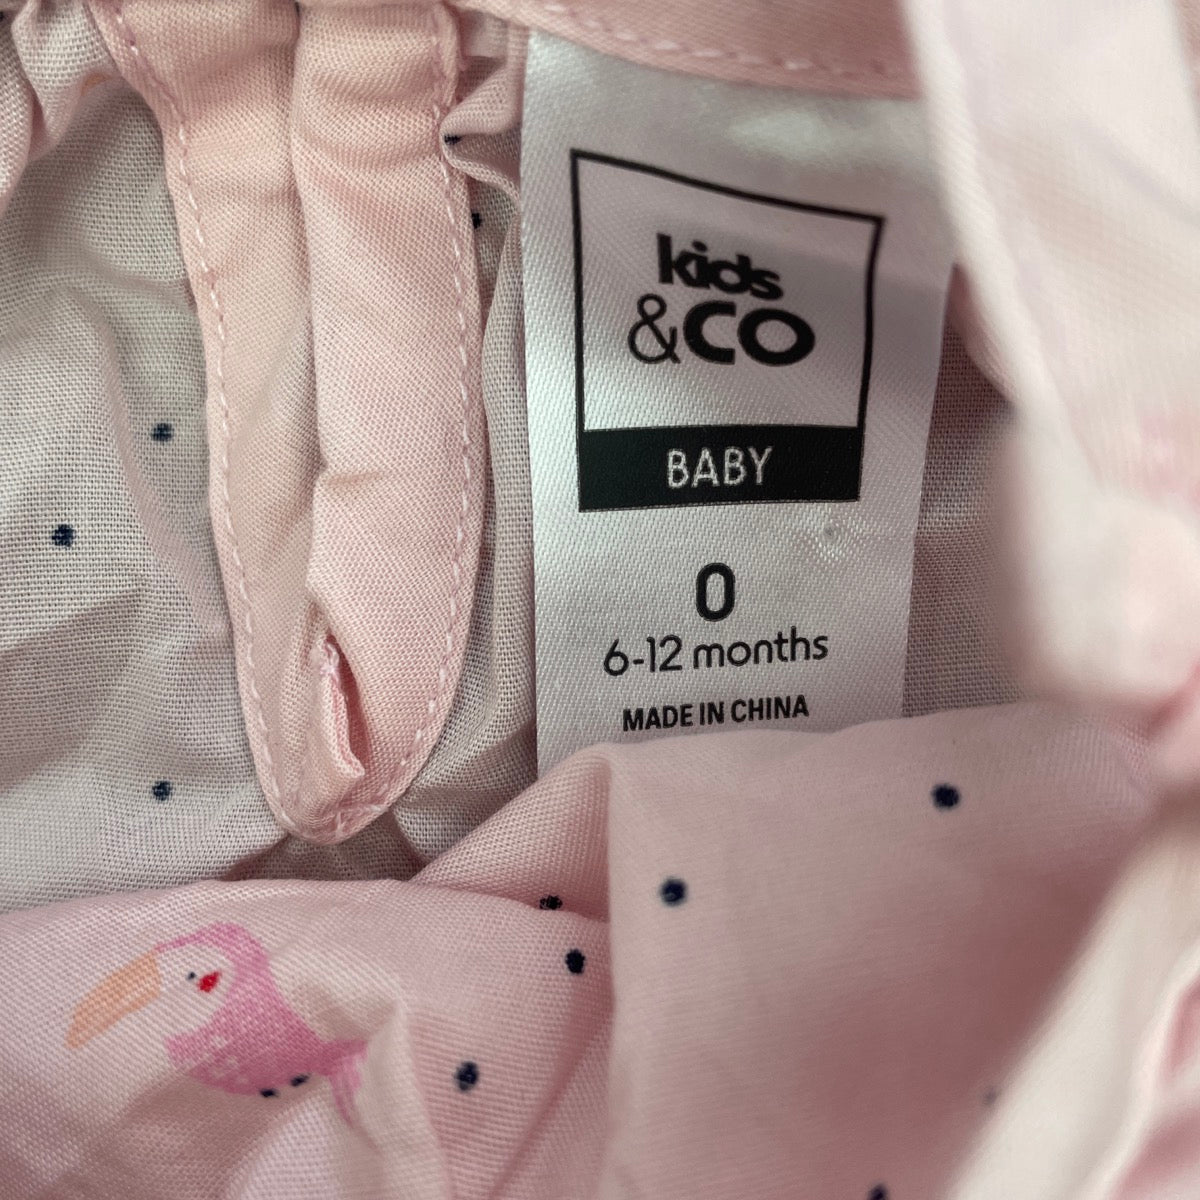 kids
&CO
BABY
0
6-12 months
MADE IN CHINA